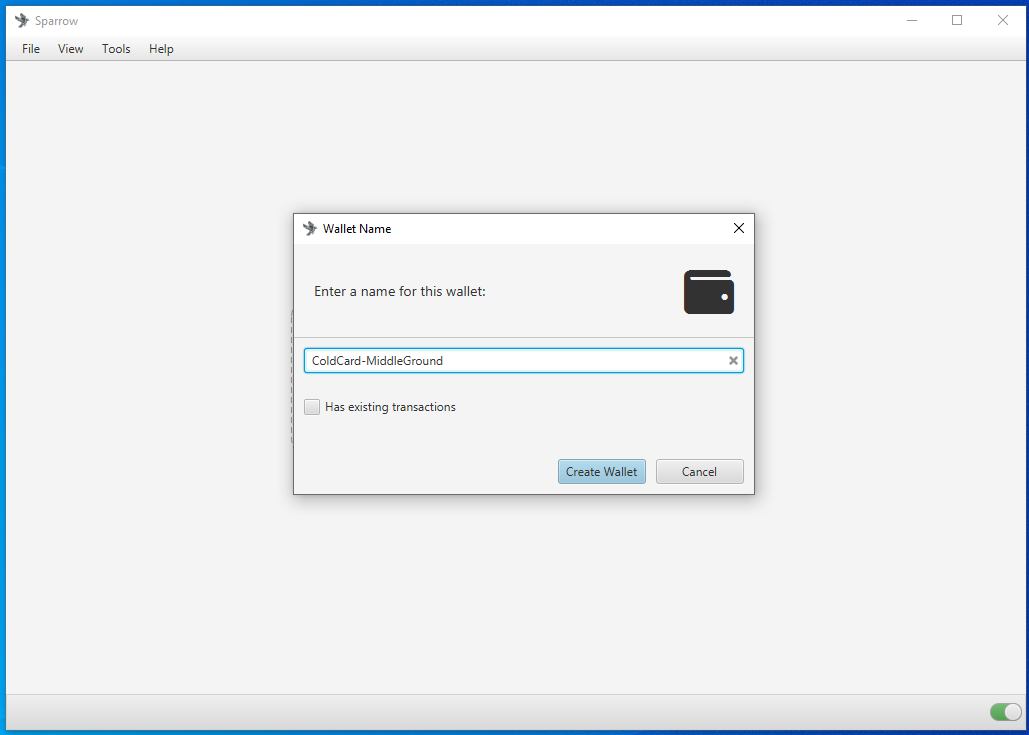 Sparrow
File View Tools Help
Wallet Name
Enter a name for this wallet:
ColdCard-MiddleGround
Has existing transactions
Create Wallet Cancel